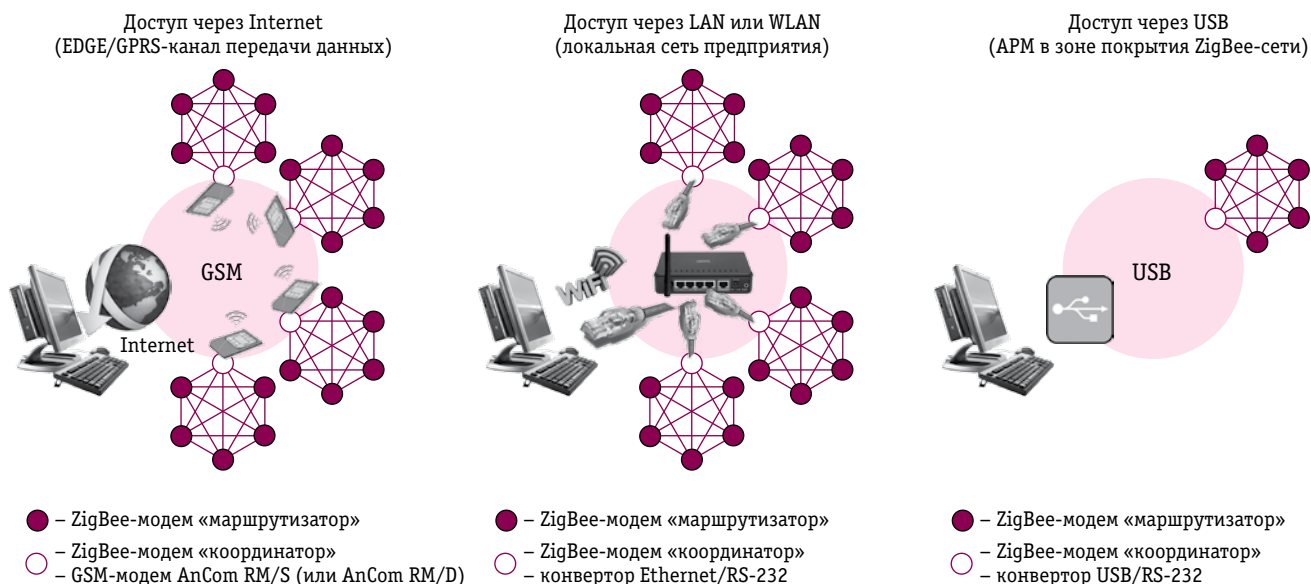 Доступ через Internet
(EDGE/GPRS-канал передачи данных)
GSM
Internet
– ZigBee-модем «маршрутизатор»
– ZigBee-модем «координатор»
– GSM-модем AnCom RM/S (или AnCom RM/D)
Доступ через LAN или WLAN
(локальная сеть предприятия)
WiFi
– ZigBee-модем «маршрутизатор»
– ZigBee-модем «координатор»
– конвертор Ethernet/RS-232
Доступ через USB
(АРМ в зоне покрытия ZigBee-сети)
USB
– ZigBee-модем «маршрутизатор»
– ZigBee-модем «координатор»
– конвертор USB/RS-232